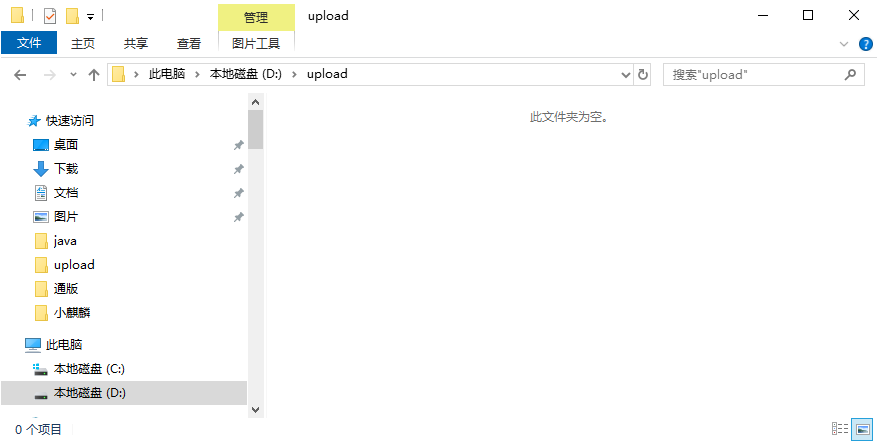 管理
upload
文件
主页
共享
查看
图片工具
此电脑
本地磁盘 (D:)
upload
搜索"upload"
快速访问
桌面
下载
文档
图片
java
upload
通版
小麒麟
此电脑
本地磁盘 (C:)
本地磁盘 (D:)
此文件夹为空。
0 个项目